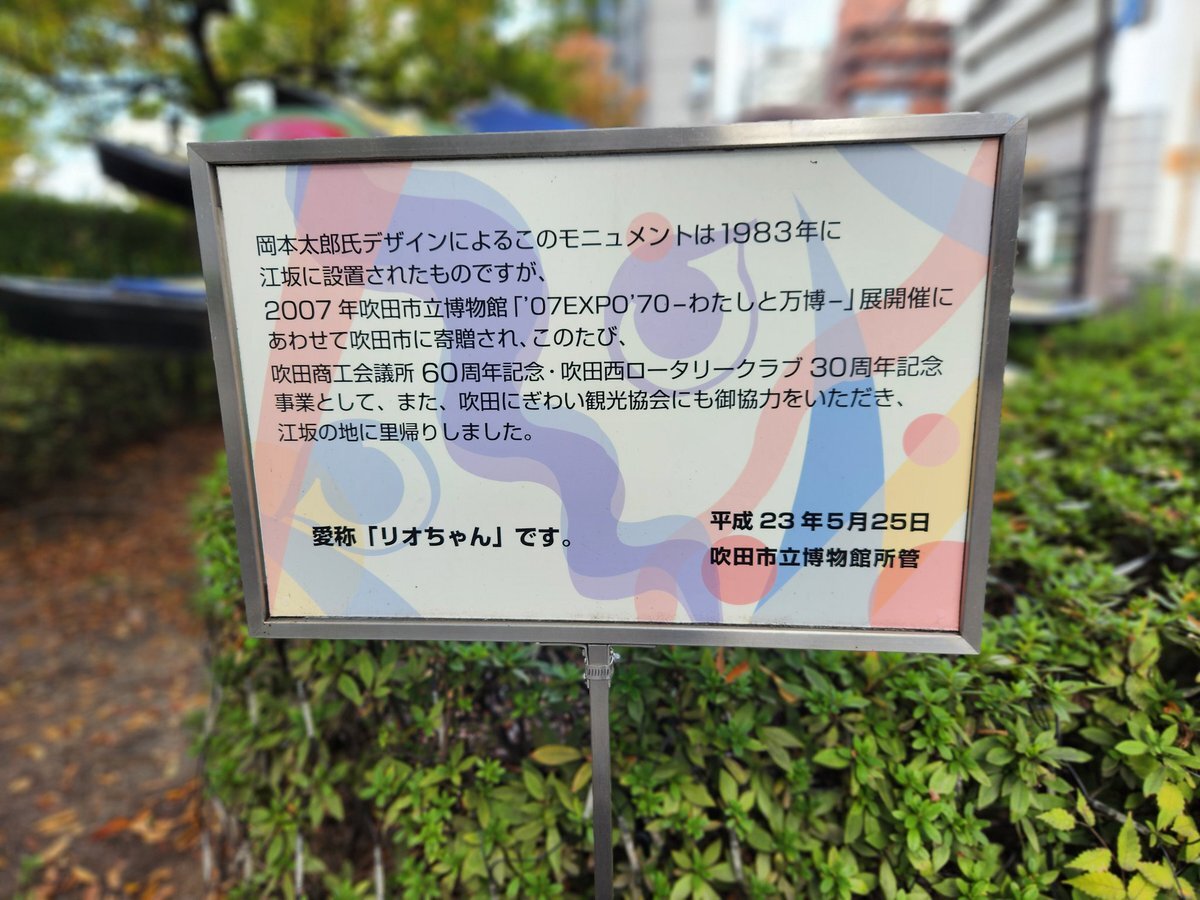 岡本太郎氏デザインによるこのモニュメントは1983年に
江坂に設置されたものですが、
2007年吹田市立博物館「'07EXPO'70−わたしと万博−」展開催に
あわせて吹田市に寄贈され、このたび、
吹田商工会議所60周年記念・吹田西ロータリークラブ30周年記念
事業として、また、吹田にぎわい観光協会にも御協力をいただき、
江坂の地に里帰りしました。
愛称「リオちゃん」です。
平成23年5月25日
吹田市立博物館所管